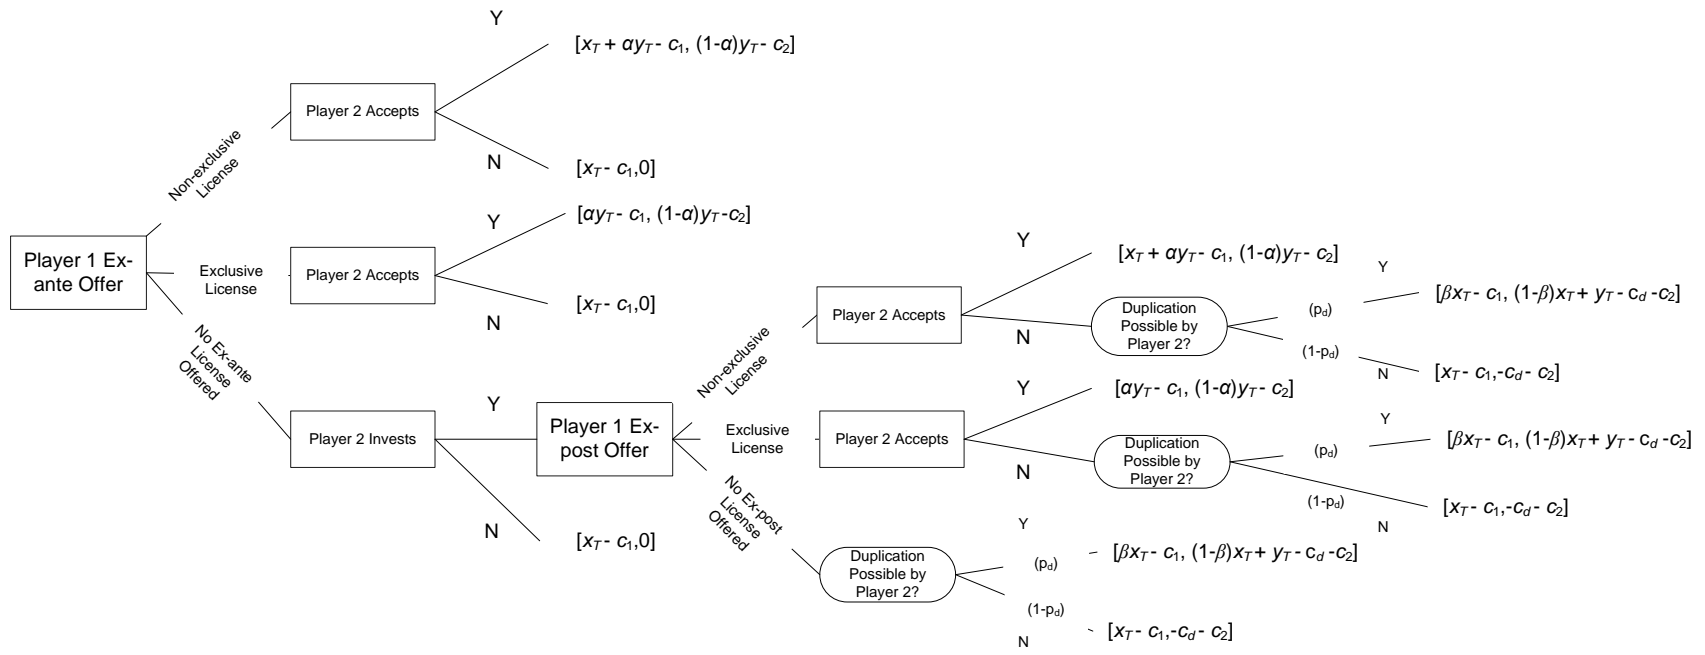 Y
[xT + αyT - c1, (1-α)yT - c2]
Player 2 Accepts
Non-exclusive
License
N
[xT - c1,0]
Y
[αyT - c1, (1-α)yT -c2]
Player 1 Ex-
ante Offer
Exclusive
License
Player 2 Accepts
N
[xT - c1,0]
No Ex-ante
License
Offered
Player 2 Invests
Y
Player 1 Ex-
post Offer
N
[xT - c1,0]
Non-exclusive
License
Player 2 Accepts
Y
[xT + αyT - c1, (1-α)yT - c2]
N
Duplication
Possible by
Player 2?
Y
(pd)
[βxT - c1, (1-β)xT + yT - cd -c2]
(1-pd)
N
[xT - c1,-cd - c2]
Exclusive
License
Player 2 Accepts
Y
[αyT - c1, (1-α)yT - c2]
N
Duplication
Possible by
Player 2?
Y
(pd)
[βxT - c1, (1-β)xT + yT - cd -c2]
(1-pd)
N
[xT - c1,-cd - c2]
No Ex-post
License
Offered
Duplication
Possible by
Player 2?
Y
(pd)
[βxT - c1, (1-β)xT + yT - cd -c2]
(1-pd)
N
[xT - c1,-cd - c2]